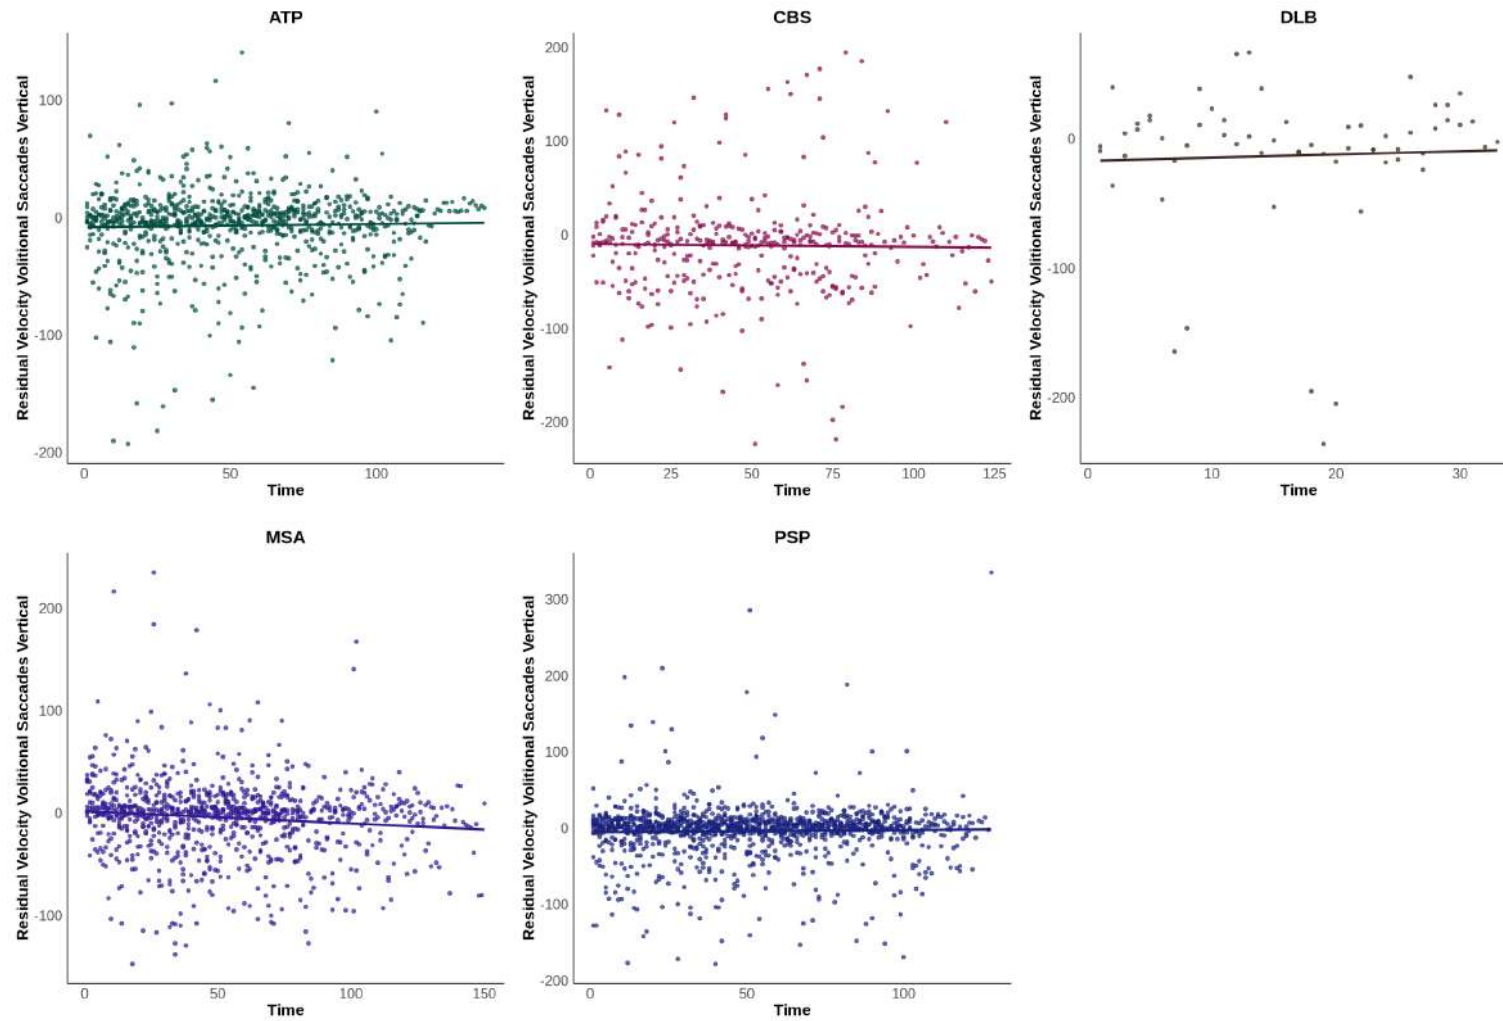 ATP
Residual Velocity Volitional Saccades Vertical
100
0
-100
-200
0 50 100
Time
CBS
Residual Velocity Volitional Saccades Vertical
200
100
0
-100
-200
0 25 50 75 100 125
Time
DLB
Residual Velocity Volitional Saccades Vertical
0
-100
-200
0 10 20 30
Time
MSA
Residual Velocity Volitional Saccades Vertical
200
100
0
-100
0 50 100 150
Time
PSP
Residual Velocity Volitional Saccades Vertical
300
200
100
0
-100
-200
0 50 100
Time